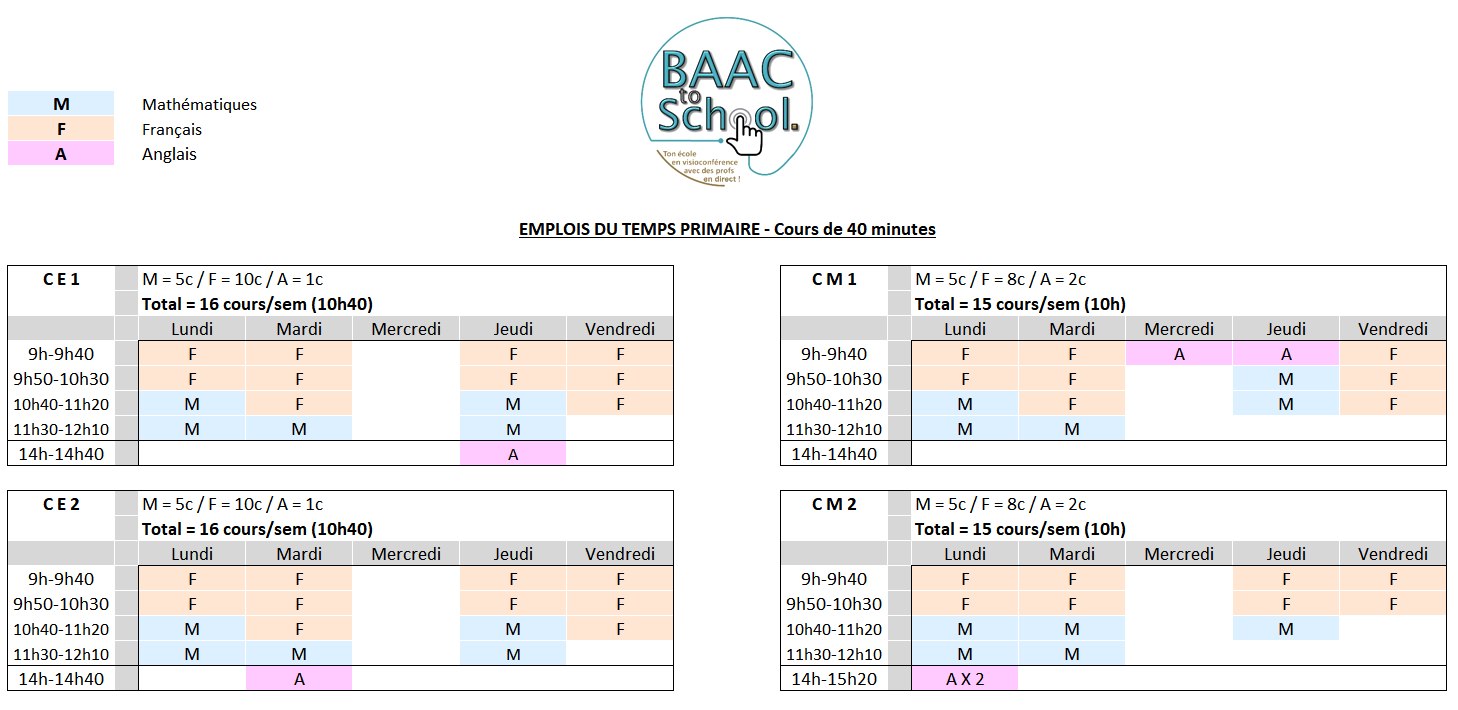 BAAC
to
School.
Ton école
en visioconférence
avec des profs
en direct !
M Mathématiques
F Français
A Anglais
EMPLOIS DU TEMPS PRIMAIRE - Cours de 40 minutes
C E 1 M = 5c / F = 10c / A = 1c
Total = 16 cours/sem (10h40)
Lundi Mardi Mercredi Jeudi Vendredi
9h-9h40 F F F F
9h50-10h30 F F F F
10h40-11h20 M F M F
11h30-12h10 M M M
14h-14h40 A
C M 1 M = 5c / F = 8c / A = 2c
Total = 15 cours/sem (10h)
Lundi Mardi Mercredi Jeudi Vendredi
9h-9h40 F F A A F
9h50-10h30 F F M F
10h40-11h20 M F M F
11h30-12h10 M M
14h-14h40
C E 2 M = 5c / F = 10c / A = 1c
Total = 16 cours/sem (10h40)
Lundi Mardi Mercredi Jeudi Vendredi
9h-9h40 F F F F
9h50-10h30 F F F F
10h40-11h20 M F M F
11h30-12h10 M M M
14h-14h40 A
C M 2 M = 5c / F = 8c / A = 2c
Total = 15 cours/sem (10h)
Lundi Mardi Mercredi Jeudi Vendredi
9h-9h40 F F F F
9h50-10h30 F F F F
10h40-11h20 M M M
11h30-12h10 M M
14h-15h20 A X 2